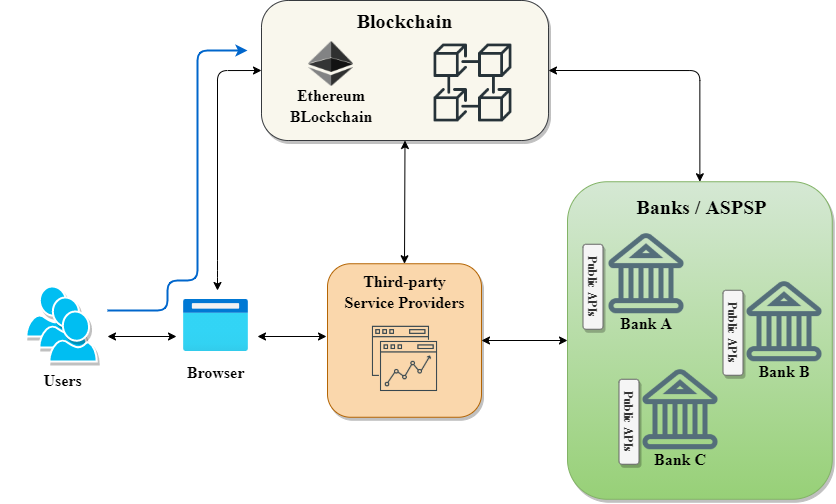 Blockchain
Ethereum
BLockchain
Banks / ASPSP
Public APIs
Bank A
Public APIs
Bank B
Public APIs
Bank C
Third-party
Service Providers
Users
Browser